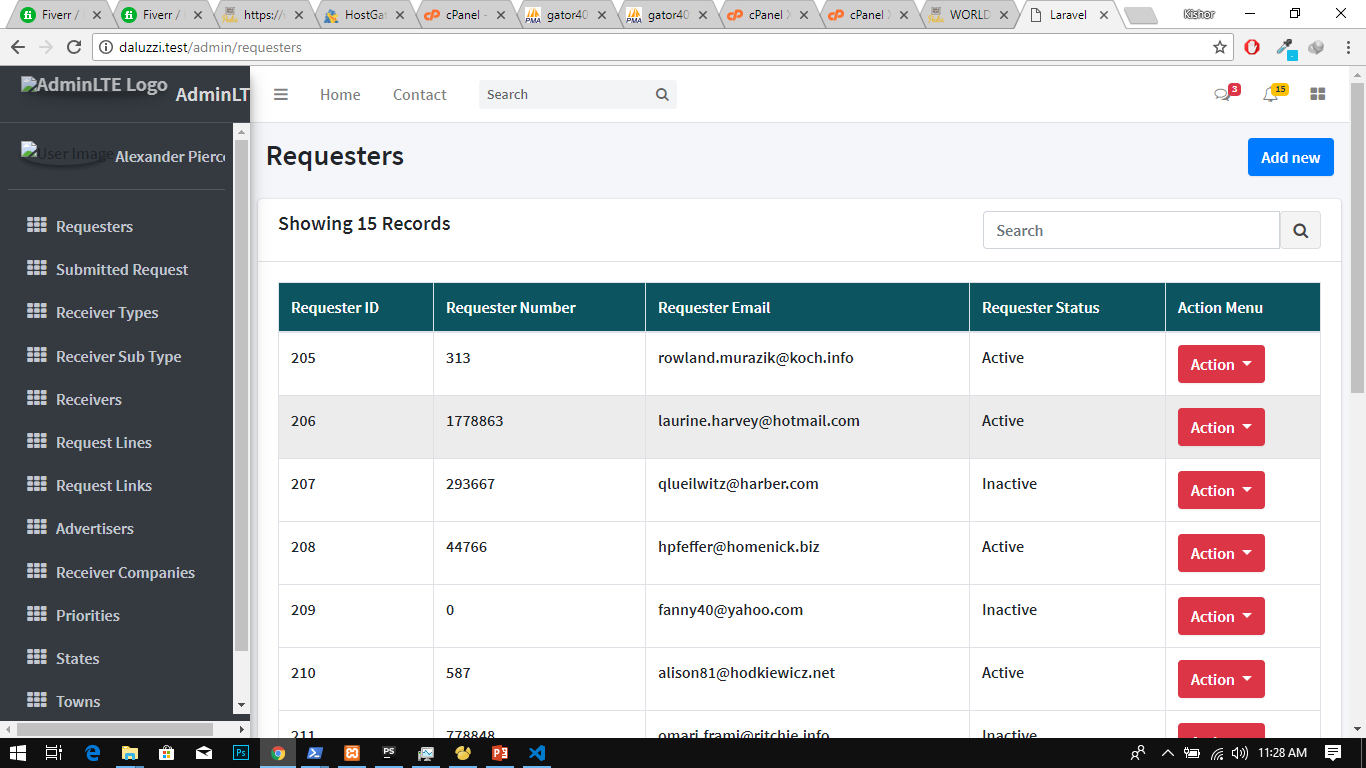 Fiverr /
Fiverr /
https://
HostGat
cPanel -
gator40
gator40
cPanel X
cPanel X
WORLD
Laravel
Kishor
daluzzi.test/admin/requesters
AdminLTE Logo
AdminLT
Home
Contact
Search
3
15
User Image
Alexander Pierce
Requesters
Add new
Requesters
Submitted Request
Receiver Types
Receiver Sub Type
Receivers
Request Lines
Request Links
Advertisers
Receiver Companies
Priorities
States
Towns
Showing 15 Records
Search
Requester ID Requester Number Requester Email Requester Status Action Menu
205 313 rowland.murazik@koch.info Active Action
206 1778863 laurine.harvey@hotmail.com Active Action
207 293667 qlueilwitz@harber.com Inactive Action
208 44766 hpfeffer@homenick.biz Active Action
209 0 fanny40@yahoo.com Inactive Action
210 587 alison81@hodkiewicz.net Active Action
211 778848 omari.frami@ritchie.info Inactive Action
11:28 AM